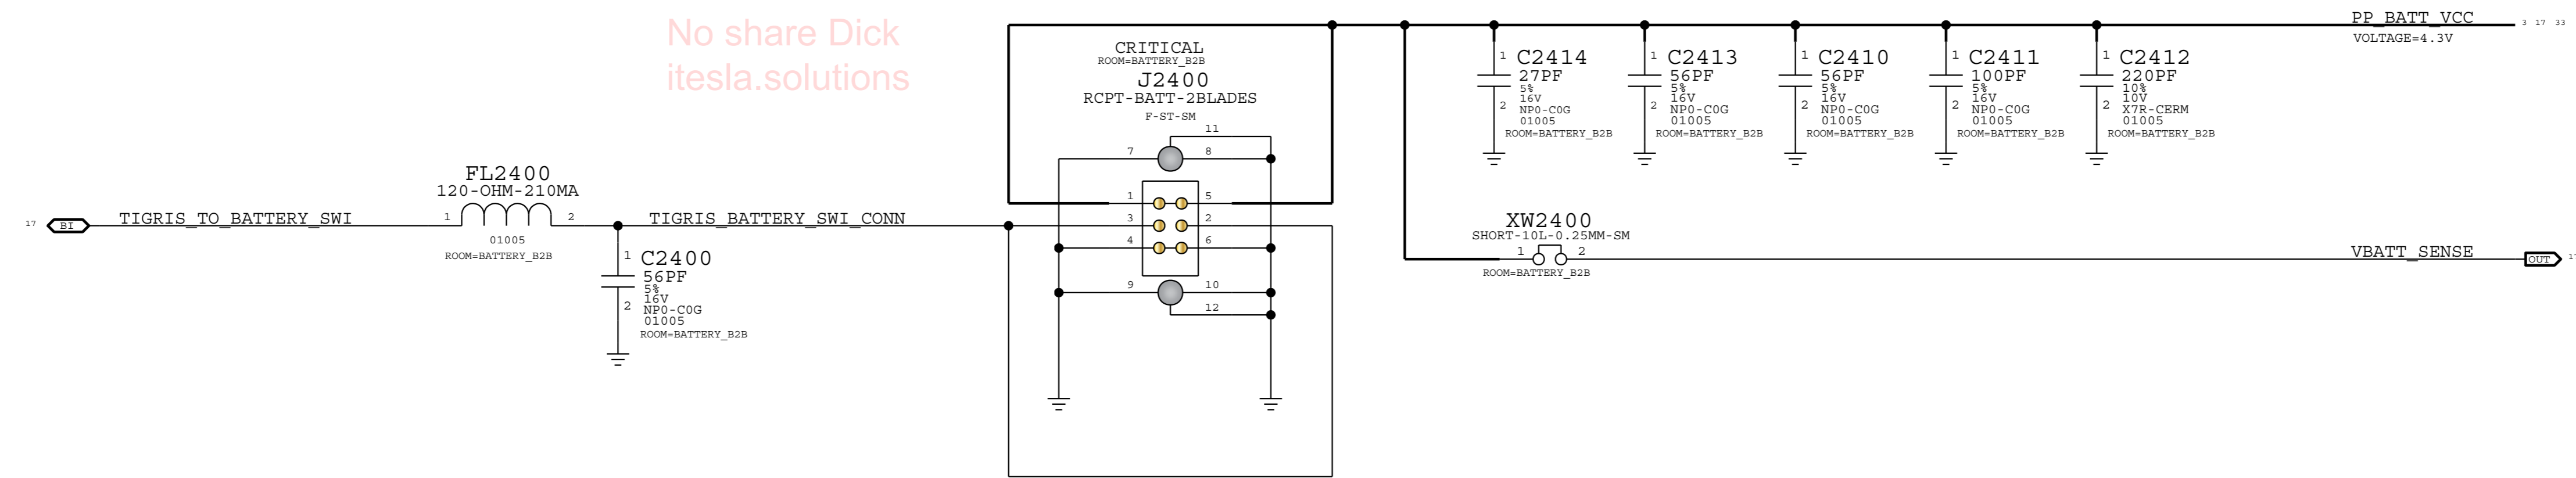 No share Dick
itesla.solutions
CRITICAL
ROOM=BATTERY_B2B
J2400
RCPT-BATT-2BLADES
F-ST-SM
11
7
8
1
5
3
2
4
6
9
10
12
PP_BATT_VCC
3 17 33
VOLTAGE=4.3V
1
C2414
27PF
5%
16V
2
NP0-C0G
01005
ROOM=BATTERY_B2B
1
C2413
56PF
5%
16V
2
NP0-C0G
01005
ROOM=BATTERY_B2B
1
C2410
56PF
5%
16V
2
NP0-C0G
01005
ROOM=BATTERY_B2B
1
C2411
100PF
5%
16V
2
NP0-C0G
01005
ROOM=BATTERY_B2B
1
C2412
220PF
10%
10V
2
X7R-CERM
01005
ROOM=BATTERY_B2B
FL2400
120-OHM-210MA
17
BI
TIGRIS_TO_BATTERY_SWI
1
2
01005
ROOM=BATTERY_B2B
TIGRIS_BATTERY_SWI_CONN
1
C2400
56PF
5%
16V
2
NP0-C0G
01005
ROOM=BATTERY_B2B
XW2400
SHORT-10L-0.25MM-SM
1
2
ROOM=BATTERY_B2B
VBATT_SENSE
OUT